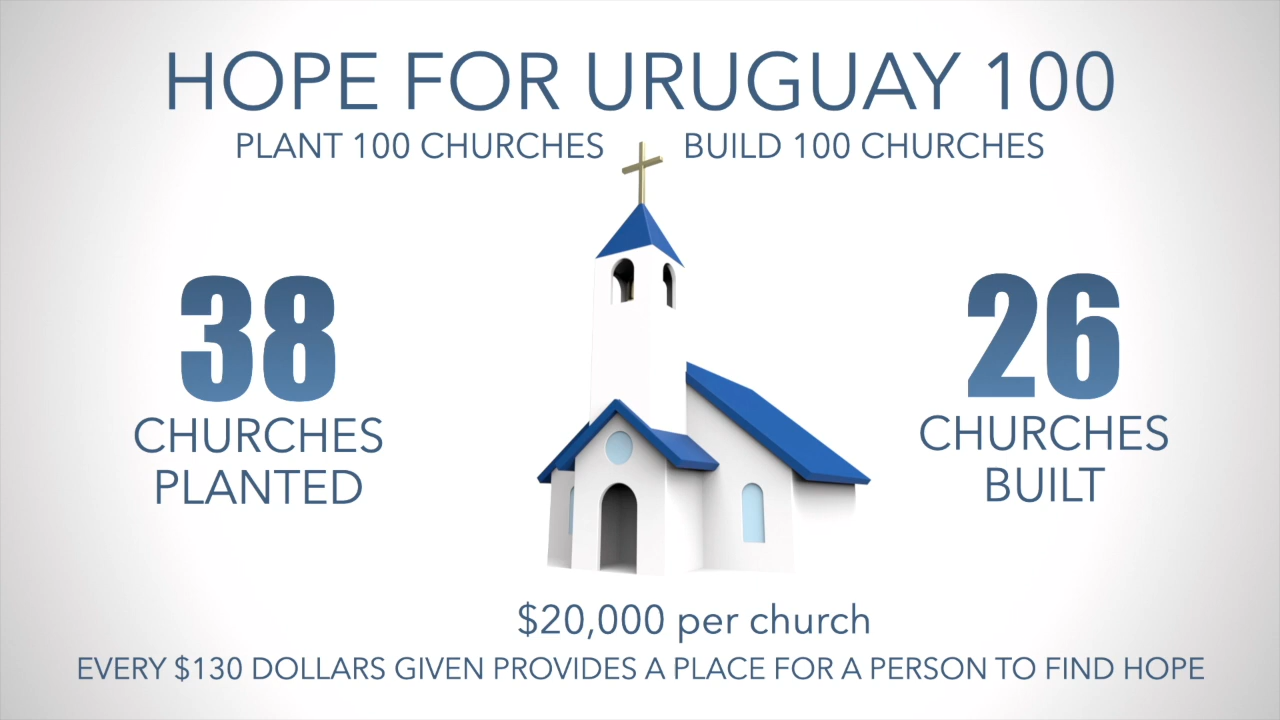 HOPE FOR URUGUAY 100
PLANT 100 CHURCHES BUILD 100 CHURCHES
38
CHURCHES
PLANTED
26
CHURCHES
BUILT
$20,000 per church
EVERY $130 DOLLARS GIVEN PROVIDES A PLACE FOR A PERSON TO FIND HOPE